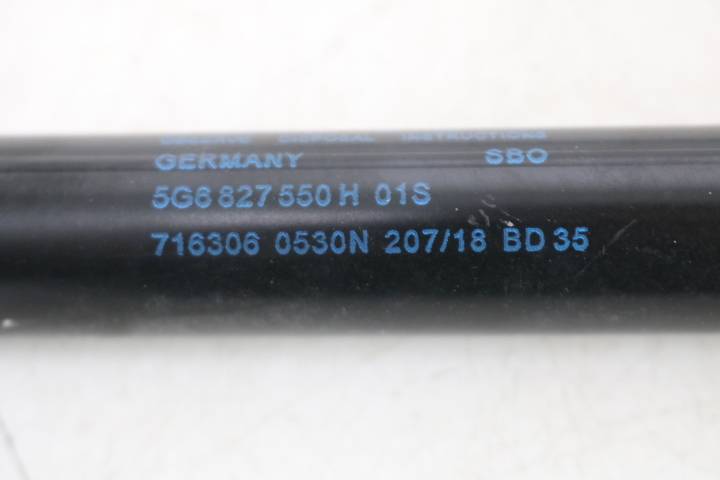 DISPOSAL INSTRUCTIONS
GERMANY SBO
5G6 827 550 H 01S
716306 0530N 207/18 BD 35